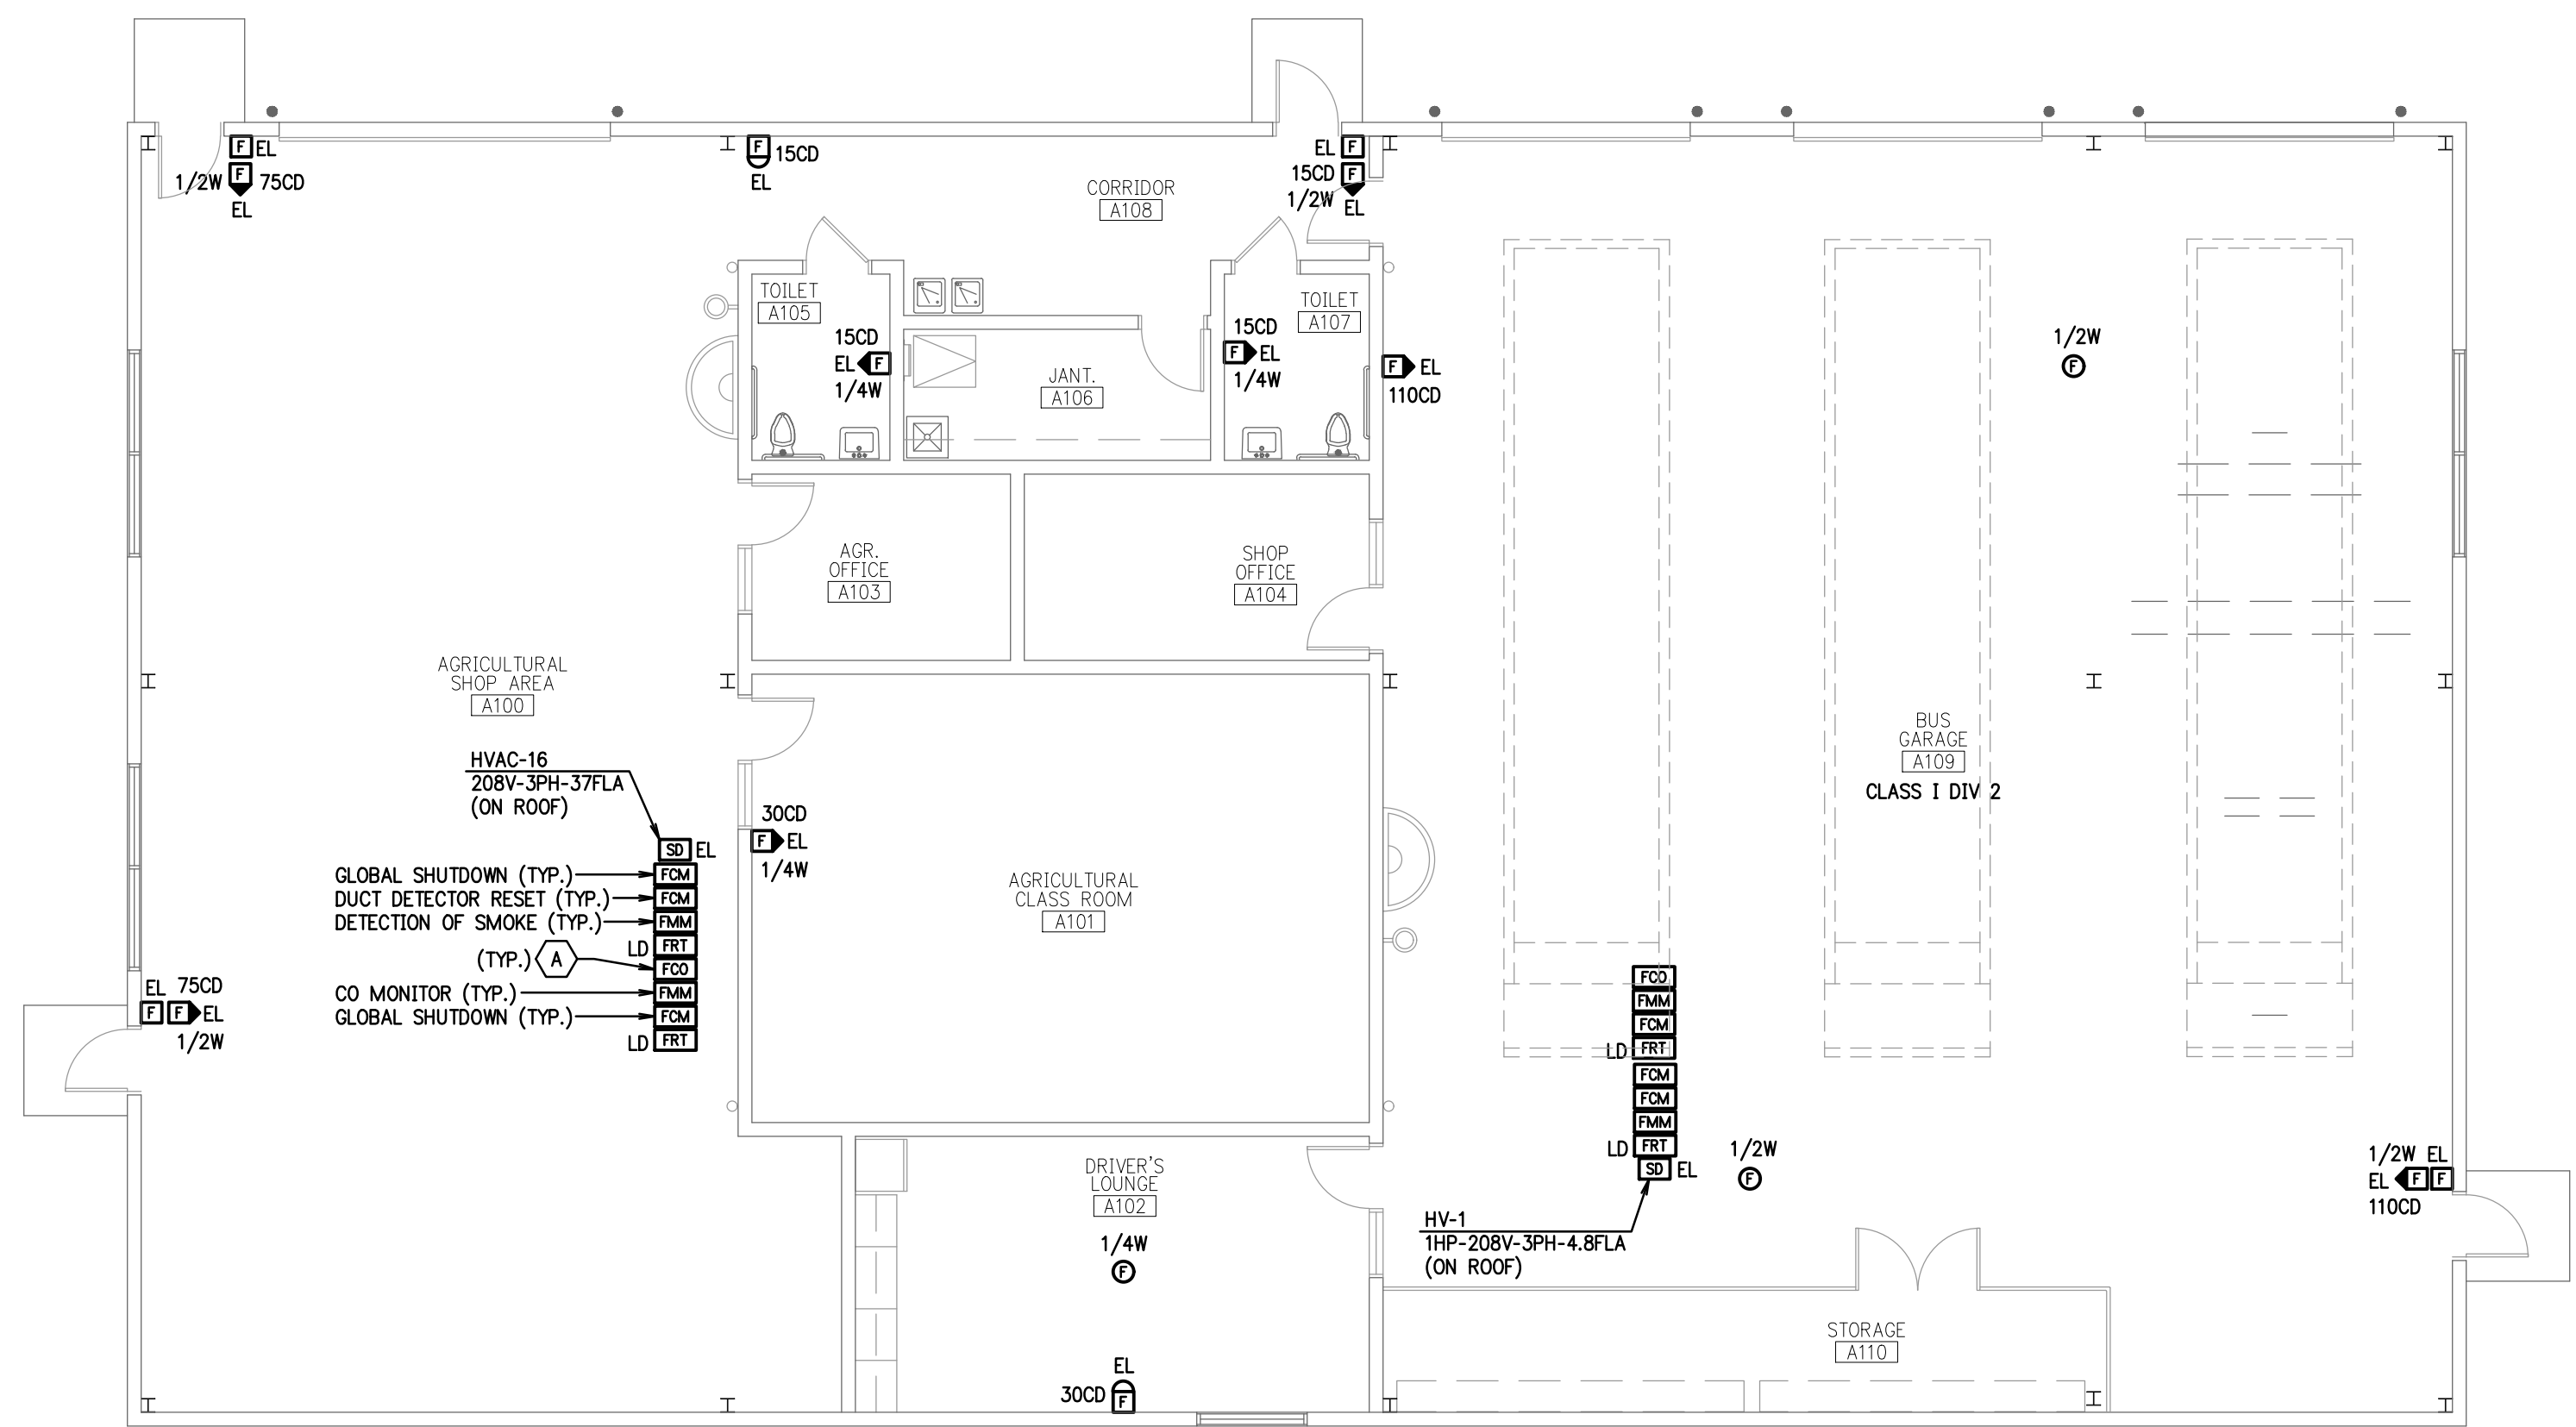 F EL
F 15CD
EL
EL F
1/2W F 75CD
EL
15CD F
1/2W
EL
CORRIDOR
A108
TOILET
A105
15CD
EL F
1/4W
15CD
F EL
1/4W
TOILET
A107
JANT.
A106
F EL
110CD
1/2W
F
AGR.
OFFICE
A103
SHOP
OFFICE
A104
AGRICULTURAL
SHOP AREA
A100
BUS
GARAGE
A109
CLASS I DIV 2
HVAC-16
208V-3PH-37FLA
(ON ROOF)
SD EL
GLOBAL SHUTDOWN (TYP.) FCM
DUCT DETECTOR RESET (TYP.) FCM
DETECTION OF SMOKE (TYP.) FMM
LD FRT
(TYP.) A FCO
CO MONITOR (TYP.) FMM
GLOBAL SHUTDOWN (TYP.) FCM
LD FRT
30CD
F EL
1/4W
AGRICULTURAL
CLASS ROOM
A101
EL 75CD
F F EL
1/2W
FCO
FMM
FCM
LD FRT
FCM
FCM
FMM
LD FRT
SD EL
1/2W
F
HV-1
1HP-208V-3PH-4.8FLA
(ON ROOF)
1/2W EL
EL F F
110CD
DRIVER'S
LOUNGE
A102
1/4W
F
EL
30CD F
STORAGE
A110